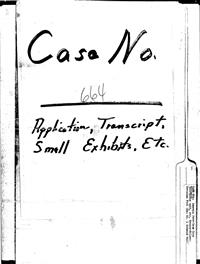 Case No.
664
Application, Transcript,
Small Exhibits, Etc.